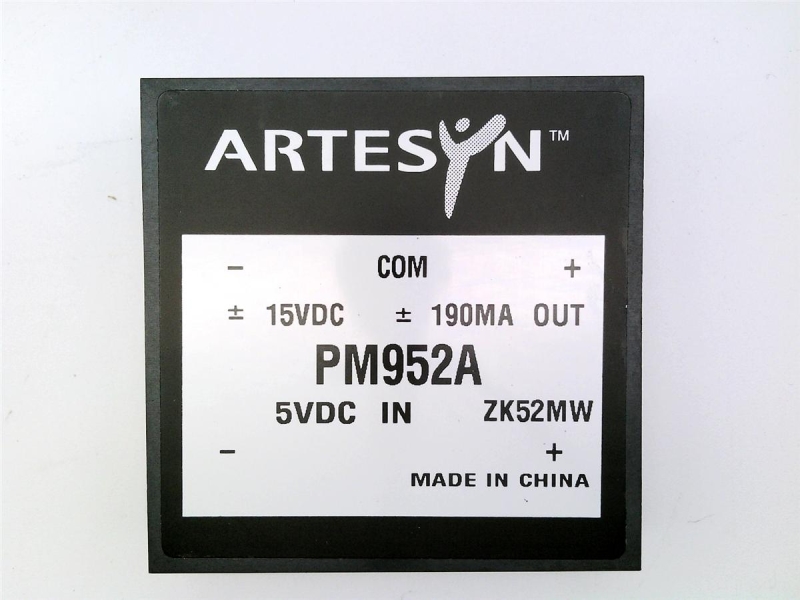 ARTESYN™
− COM +
± 15VDC ± 190MA OUT
PM952A
5VDC IN ZK52MW
− +
MADE IN CHINA